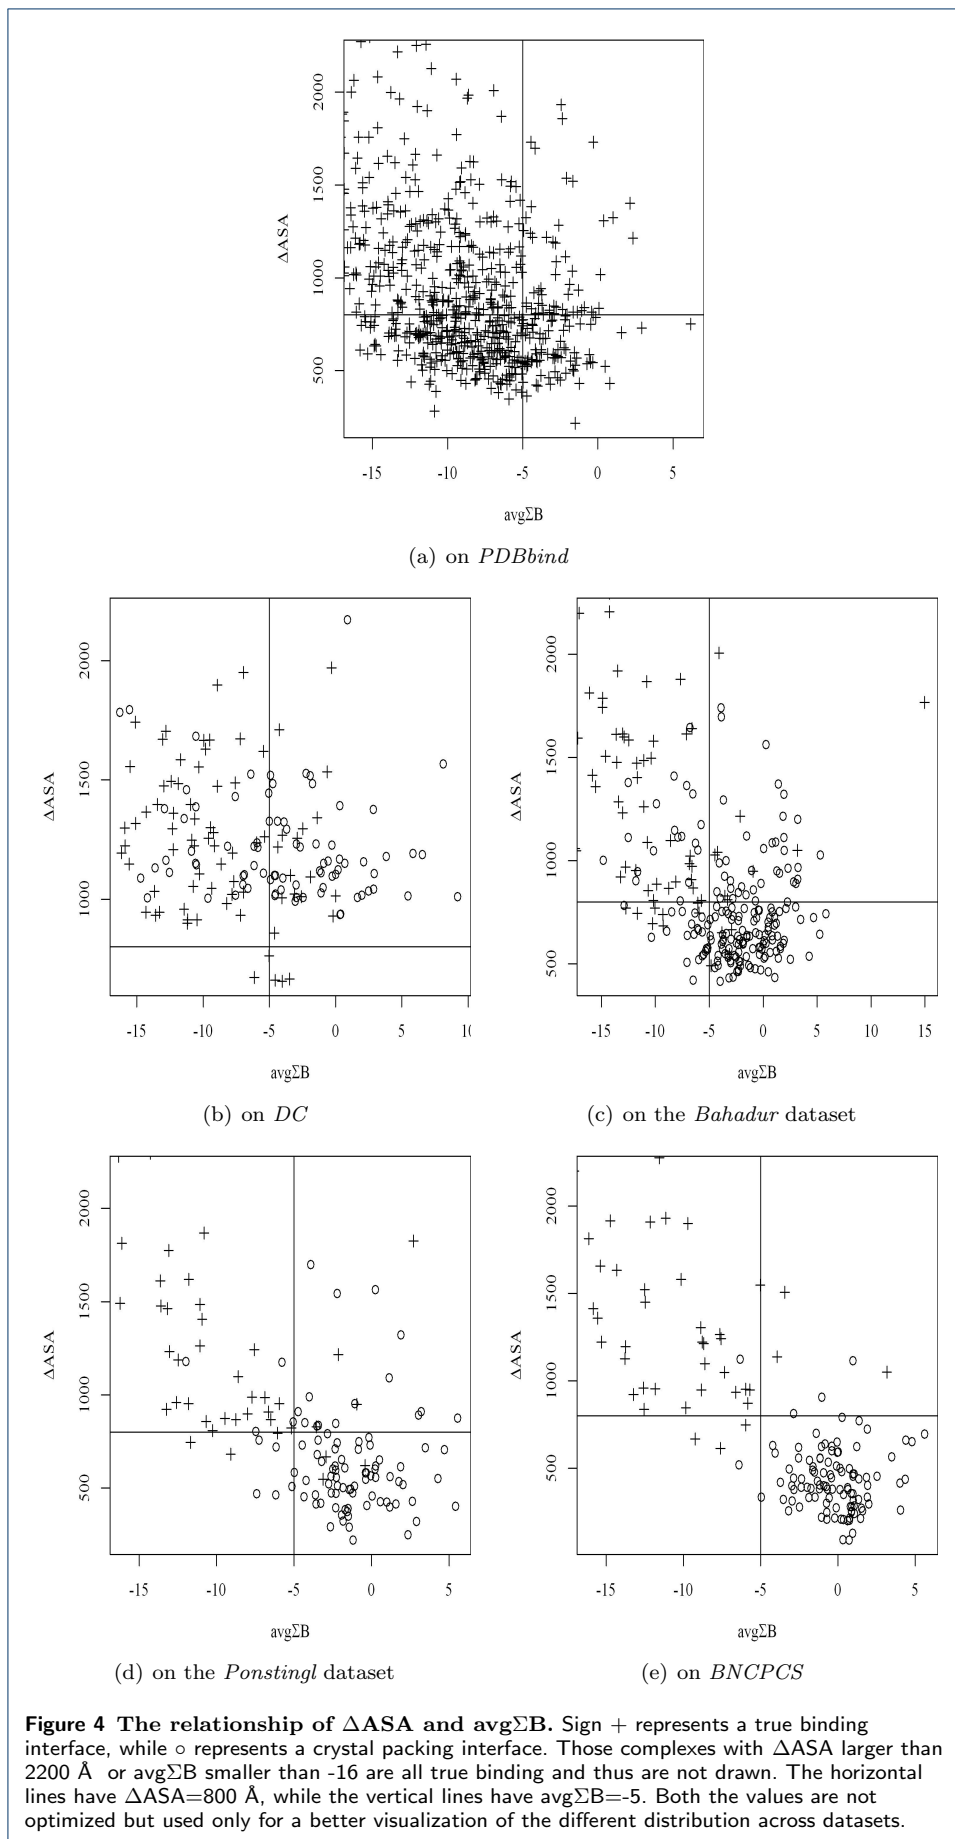 2000
1500
1000
500
ΔASA
-15 -10 -5 0 5
avgΣB
(a) on PDBbind
2000
1500
1000
ΔASA
-15 -10 -5 0 5 10
avgΣB
(b) on DC
2000
1500
1000
500
ΔASA
-15 -10 -5 0 5 10 15
avgΣB
(c) on the Bahadur dataset
2000
1500
1000
500
ΔASA
-15 -10 -5 0 5
avgΣB
(d) on the Ponstingl dataset
2000
1500
1000
500
ΔASA
-15 -10 -5 0 5
avgΣB
(e) on BNCPCS
Figure 4 The relationship of ΔASA and avgΣB. Sign + represents a true binding
interface, while ○ represents a crystal packing interface. Those complexes with ΔASA larger than
2200 Å or avgΣB smaller than -16 are all true binding and thus are not drawn. The horizontal
lines have ΔASA=800 Å, while the vertical lines have avgΣB=-5. Both the values are not
optimized but used only for a better visualization of the different distribution across datasets.